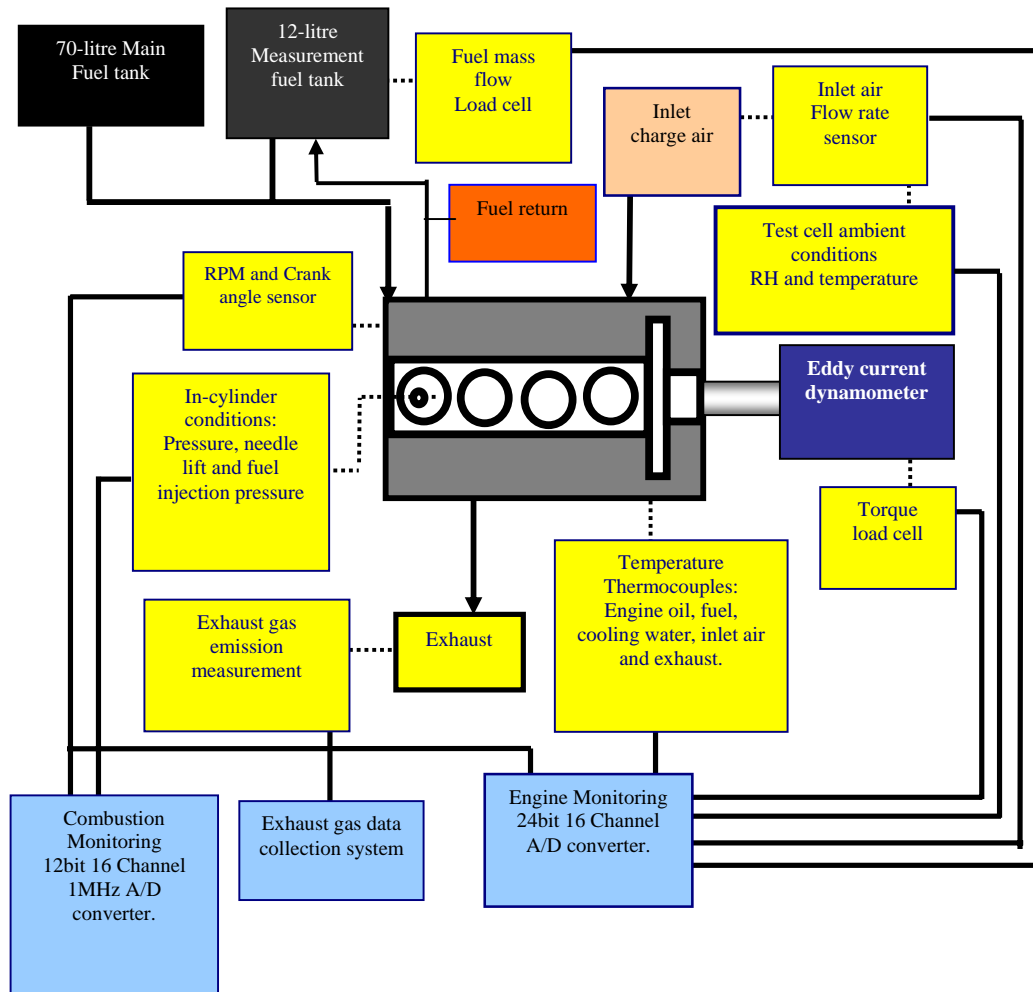 70-litre Main
Fuel tank
12-litre
Measurement
fuel tank
Fuel mass
flow
Load cell
Inlet
charge air
Inlet air
Flow rate
sensor
Fuel return
Test cell ambient
conditions
RH and temperature
RPM and Crank
angle sensor
Eddy current
dynamometer
In-cylinder
conditions:
Pressure, needle
lift and fuel
injection pressure
Torque
load cell
Temperature
Thermocouples:
Engine oil, fuel,
cooling water, inlet air
and exhaust.
Exhaust gas
emission
measurement
Exhaust
Combustion
Monitoring
12bit 16 Channel
1MHz A/D
converter.
Exhaust gas data
collection system
Engine Monitoring
24bit 16 Channel
A/D converter.